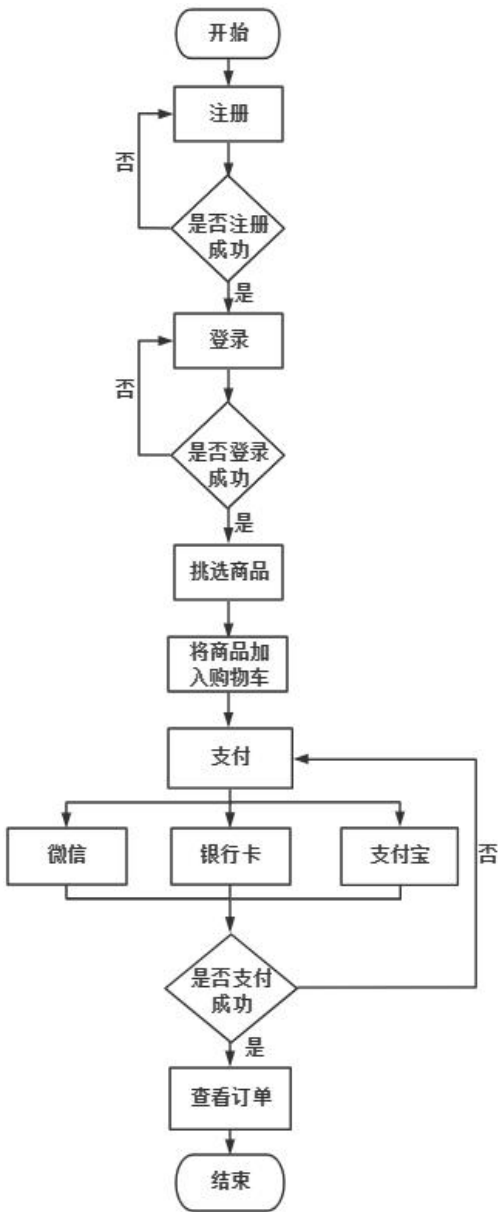 开始
注册
否
是否注册
成功
是
登录
否
是否登录
成功
是
挑选商品
将商品加
入购物车
支付
微信
银行卡
支付宝
否
是否支付
成功
是
查看订单
结束